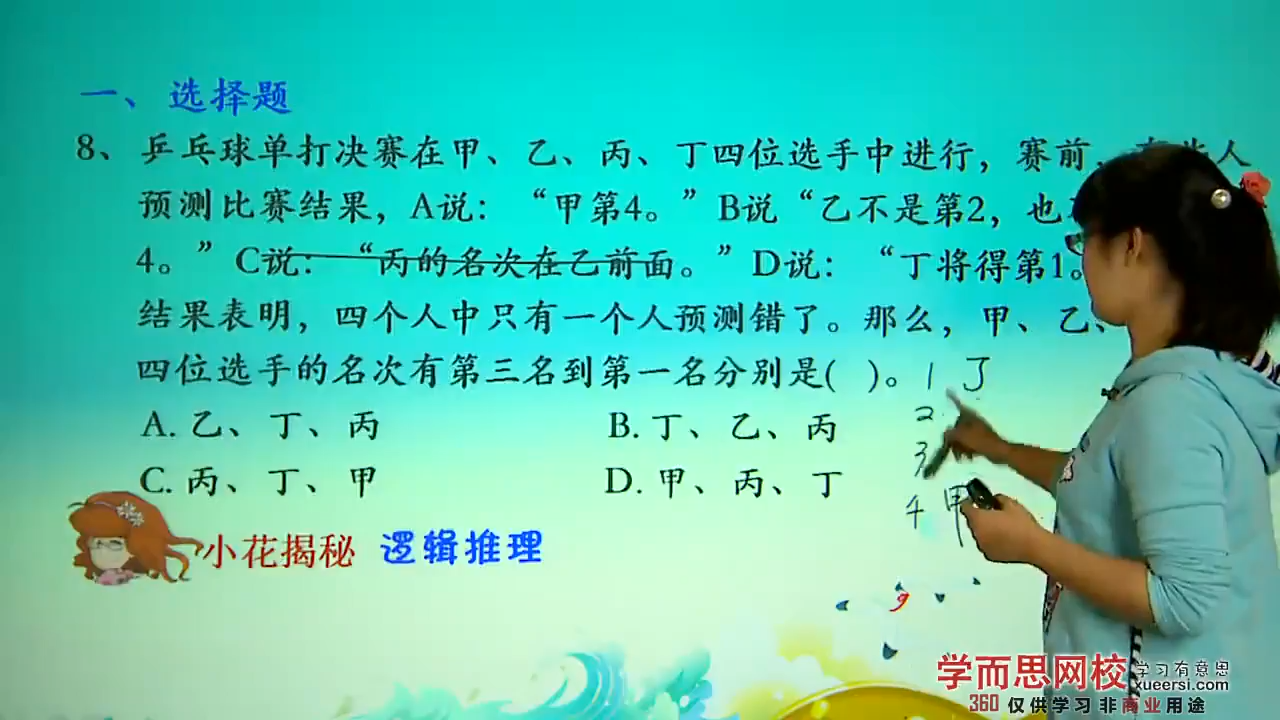 一、选择题
8、乒乓球单打决赛在甲、乙、丙、丁四位选手中进行，赛前，有些人
预测比赛结果，A说：“甲第4。”B说“乙不是第2，也
4。”C说：“丙的名次在乙前面。”D说：“丁将得第1。
结果表明，四个人中只有一个人预测错了。那么，甲、乙、
四位选手的名次有第三名到第一名分别是( )。
1 丁
2
3
4 甲
A. 乙、丁、丙 B. 丁、乙、丙
C. 丙、丁、甲 D. 甲、丙、丁
小花揭秘 逻辑推理
学而思网校 学习有意思
xueersi.com
360 仅供学习 非商业用途